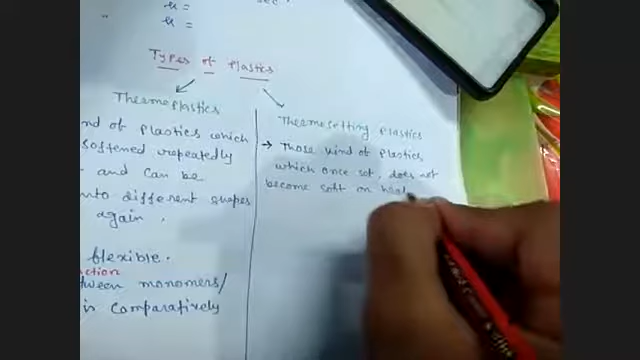 sec.
u =
u =
Types of Plastics
Thermoplastics
nd of Plastics which
softened repeatedly
and can be
nto different shapes
again.
flexible.
ction
tween monomers/
is comparatively
Thermosetting Plastics
→ Those kind of Plastics
which once set, does not
become soft on heat